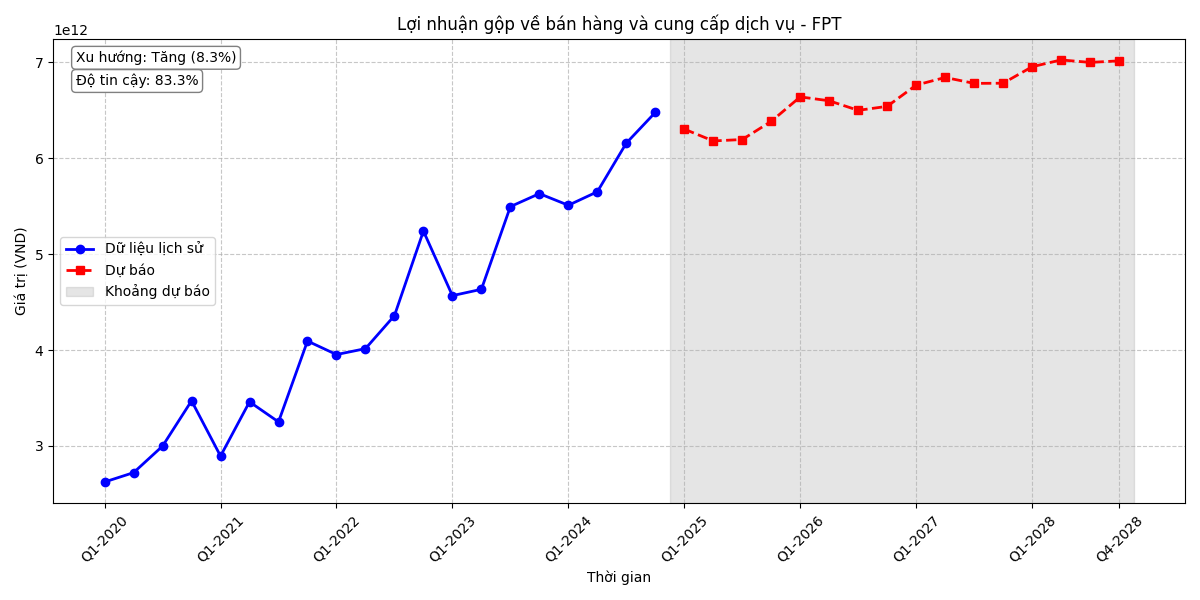 Lợi nhuận gộp về bán hàng và cung cấp dịch vụ - FPT
1e12
Xu hướng: Tăng (8.3%)
Độ tin cậy: 83.3%
7
6
5
4
3
Giá trị (VND)
Dữ liệu lịch sử
Dự báo
Khoảng dự báo
Q1-2020
Q1-2021
Q1-2022
Q1-2023
Q1-2024
Q1-2025
Q1-2026
Q1-2027
Q1-2028
Q4-2028
Thời gian